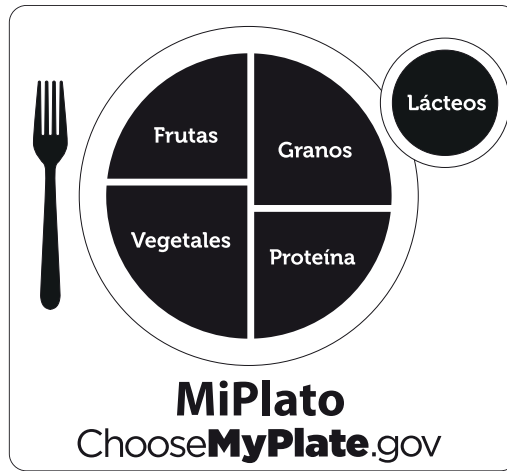 Frutas
Granos
Lácteos
Vegetales
Proteína
MiPlato
ChooseMyPlate.gov